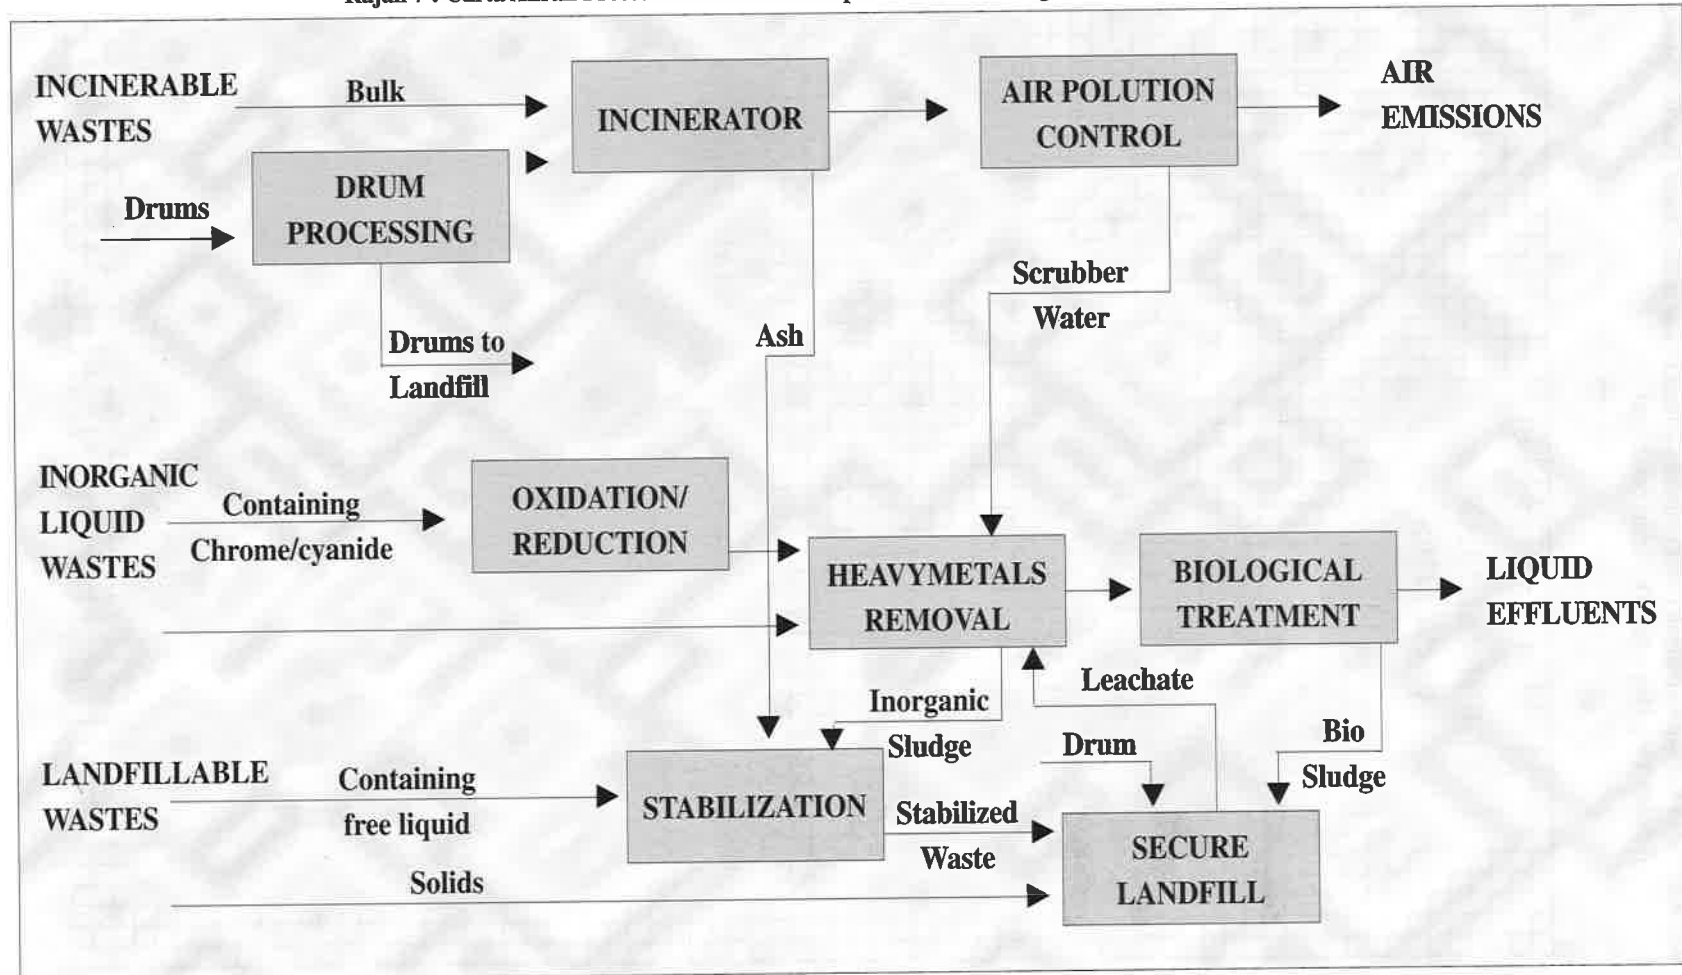 INCINERABLE
WASTES
Bulk
INCINERATOR
AIR POLUTION
CONTROL
AIR
EMISSIONS
Drums
DRUM
PROCESSING
Drums to
Landfill
Ash
Scrubber
Water
INORGANIC
LIQUID
WASTES
Containing
Chrome/cyanide
OXIDATION/
REDUCTION
HEAVYMETALS
REMOVAL
BIOLOGICAL
TREATMENT
LIQUID
EFFLUENTS
Inorganic
Sludge
Leachate
Drum
Bio
Sludge
LANDFILLABLE
WASTES
Containing
free liquid
STABILIZATION
Stabilized
Waste
SECURE
LANDFILL
Solids